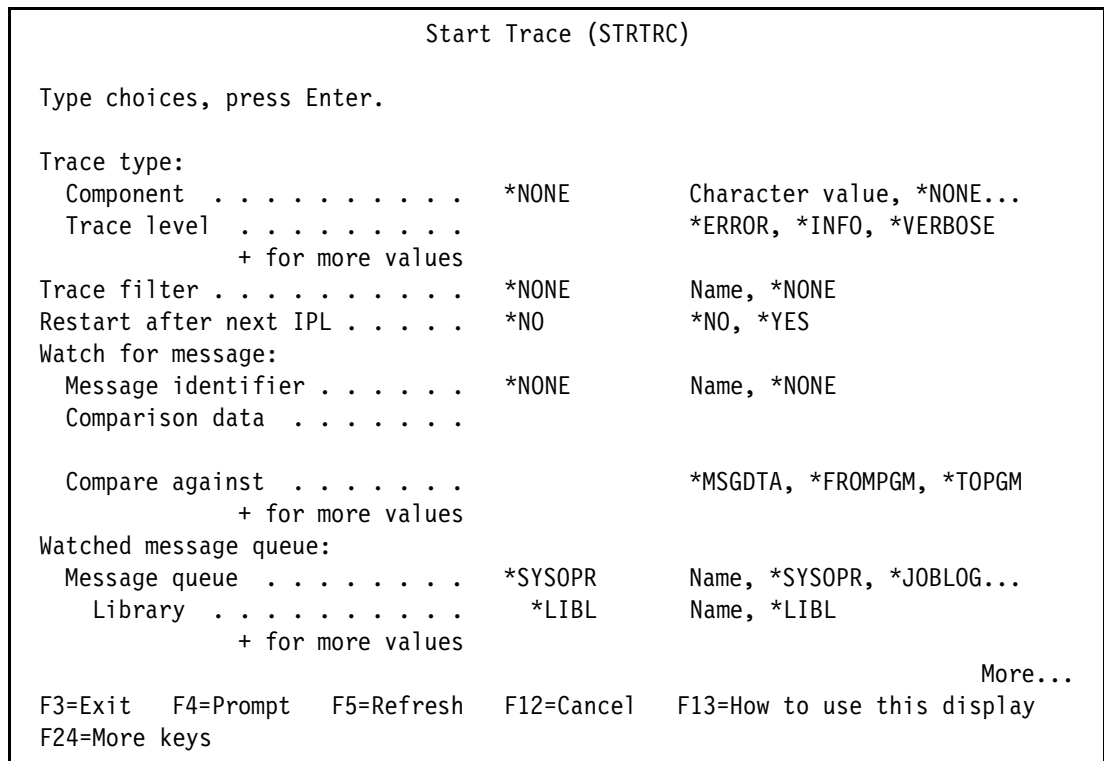 Start Trace (STRTRC)
Type choices, press Enter.
Trace type:
Component . . . . . . . . . . *NONE Character value, *NONE...
Trace level . . . . . . . . . *ERROR, *INFO, *VERBOSE
+ for more values
Trace filter . . . . . . . . . . *NONE Name, *NONE
Restart after next IPL . . . . . *NO *NO, *YES
Watch for message:
Message identifier . . . . . . *NONE Name, *NONE
Comparison data . . . . . . .
Compare against . . . . . . . *MSGDTA, *FROMPGM, *TOPGM
+ for more values
Watched message queue:
Message queue . . . . . . . . *SYSOPR Name, *SYSOPR, *JOBLOG...
Library . . . . . . . . . . *LIBL Name, *LIBL
+ for more values
More...
F3=Exit F4=Prompt F5=Refresh F12=Cancel F13=How to use this display
F24=More keys